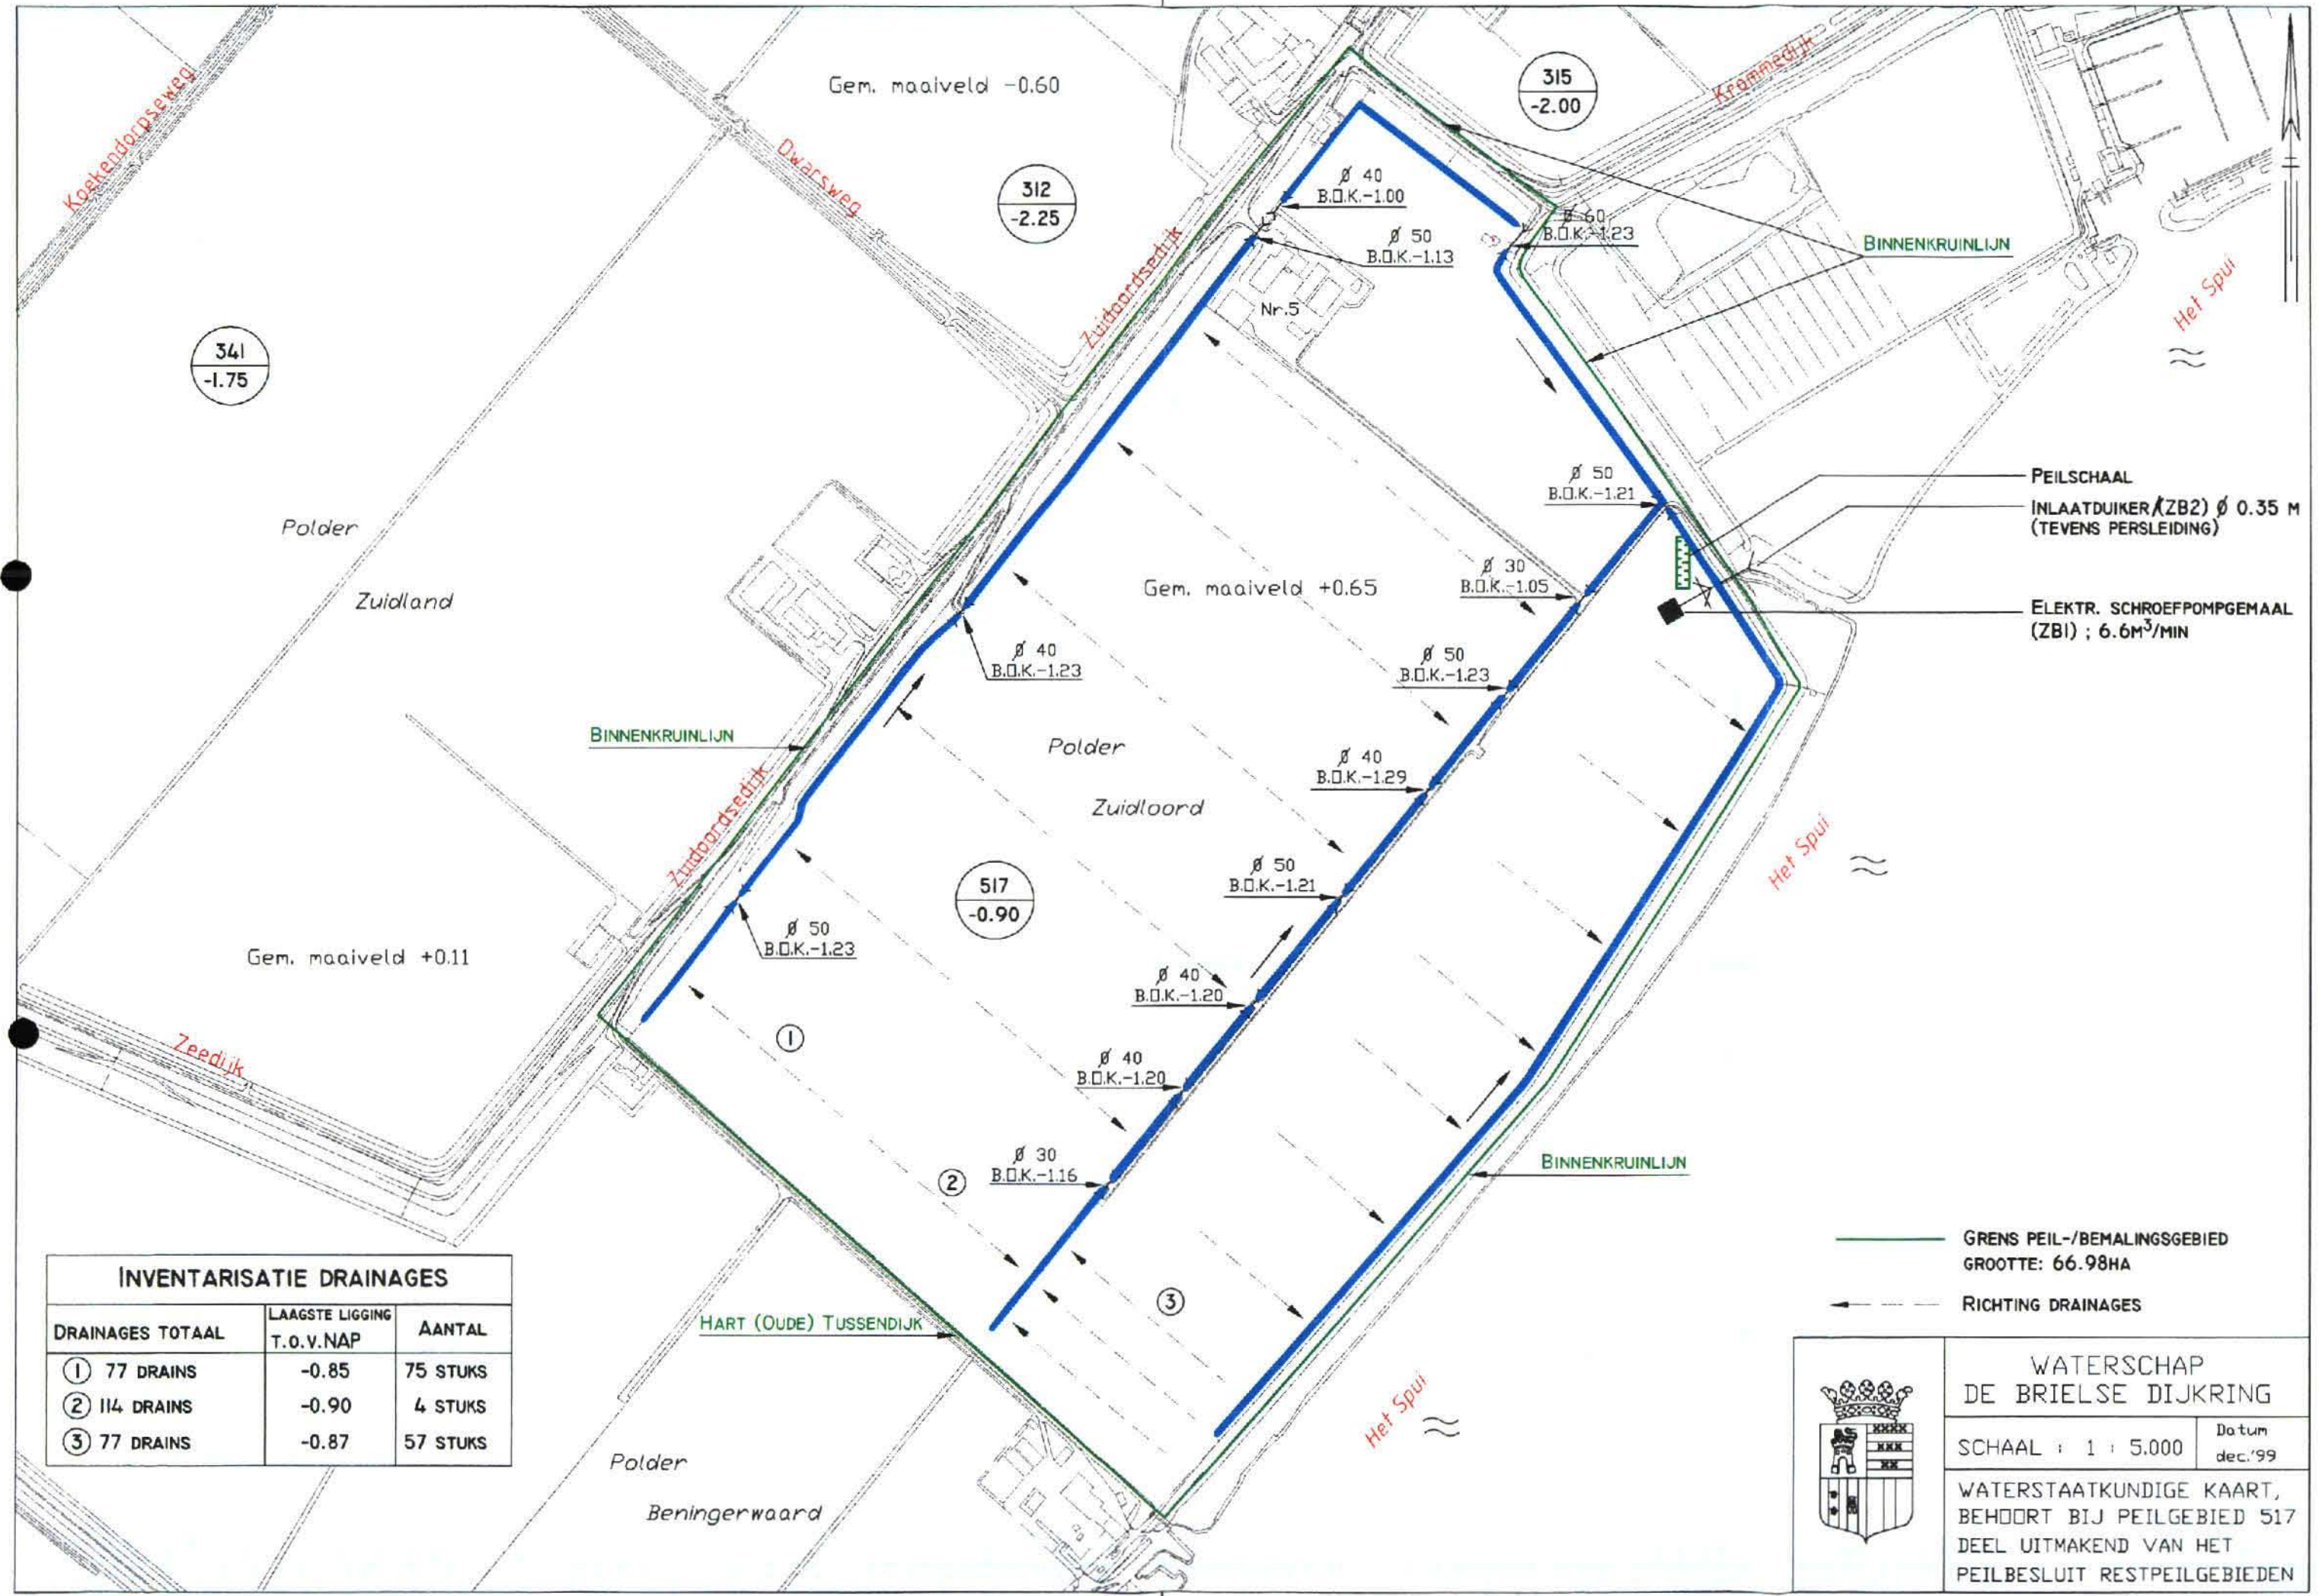 Koekendorpseweg
Gem. maaiveld -0.60
Dwarsweg
312
-2.25
315
-2.00
Krommedijk
Ø 40
B.O.K.-1.00
Ø 50
B.O.K.-1.13
Ø 60
B.O.K.-1.23
BINNENKRUINLIJN
Het Spui
Zuidoordsedijk
Nr.5
341
-1.75
Ø 50
B.O.K.-1.21
PEILSCHAAL
INLAATDUIKER (ZB2) Ø 0.35 M
(TEVENS PERSLEIDING)
Polder
Zuidland
Gem. maaiveld +0.65
Ø 30
B.O.K.-1.05
ELEKTR. SCHROEFPOMPGEMAAL
(ZB1) ; 6.6M³/MIN
Ø 40
B.O.K.-1.23
Ø 50
B.O.K.-1.23
BINNENKRUINLIJN
Polder
Zuidloord
Ø 40
B.O.K.-1.29
Zuidoordsedijk
Het Spui
517
-0.90
Ø 50
B.O.K.-1.21
Ø 50
B.O.K.-1.23
Gem. maaiveld +0.11
Ø 40
B.O.K.-1.20
Zeedijk
1
Ø 40
B.O.K.-1.20
2
Ø 30
B.O.K.-1.16
BINNENKRUINLIJN
3
HART (OUDE) TUSSENDIJK
GRENS PEIL-/BEMALINGSGEBIED
GROOTTE: 66.98HA
RICHTING DRAINAGES
INVENTARISATIE DRAINAGES
DRAINAGES TOTAAL LAAGSTE LIGGING T.O.V.NAP AANTAL
1 77 DRAINS -0.85 75 STUKS
2 114 DRAINS -0.90 4 STUKS
3 77 DRAINS -0.87 57 STUKS
Het Spui
Polder
Beningerwaard
WATERSCHAP
DE BRIELSE DIJKRING
SCHAAL : 1 : 5.000
Datum
dec.'99
WATERSTAATKUNDIGE KAART,
BEHOORT BIJ PEILGEBIED 517
DEEL UITMAKEND VAN HET
PEILBESLUIT RESTPEILGEBIEDEN